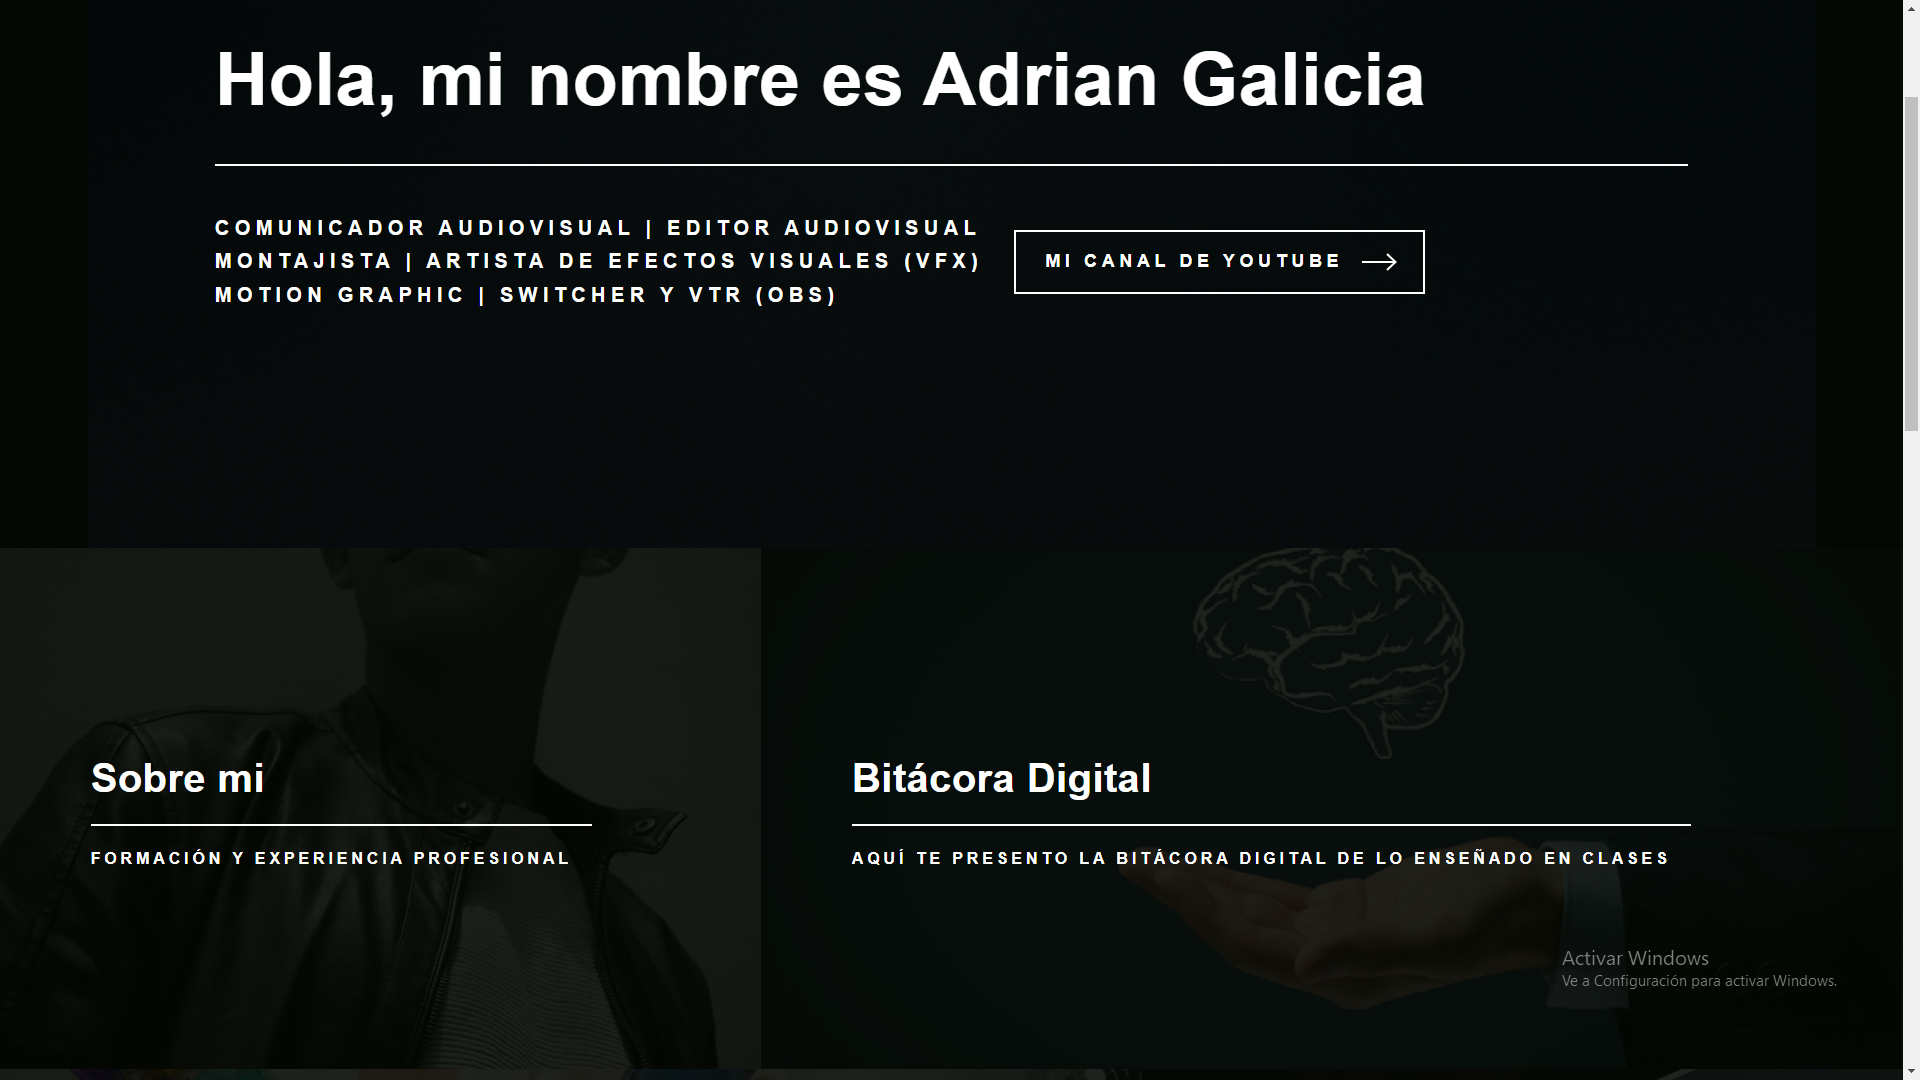 Hola, mi nombre es Adrian Galicia
COMUNICADOR AUDIOVISUAL | EDITOR AUDIOVISUAL
MONTAJISTA | ARTISTA DE EFECTOS VISUALES (VFX)
MOTION GRAPHIC | SWITCHER Y VTR (OBS)
MI CANAL DE YOUTUBE
Sobre mi
FORMACIÓN Y EXPERIENCIA PROFESIONAL
Bitácora Digital
AQUÍ TE PRESENTO LA BITÁCORA DIGITAL DE LO ENSEÑADO EN CLASES
Activar Windows
Ve a Configuración para activar Windows.